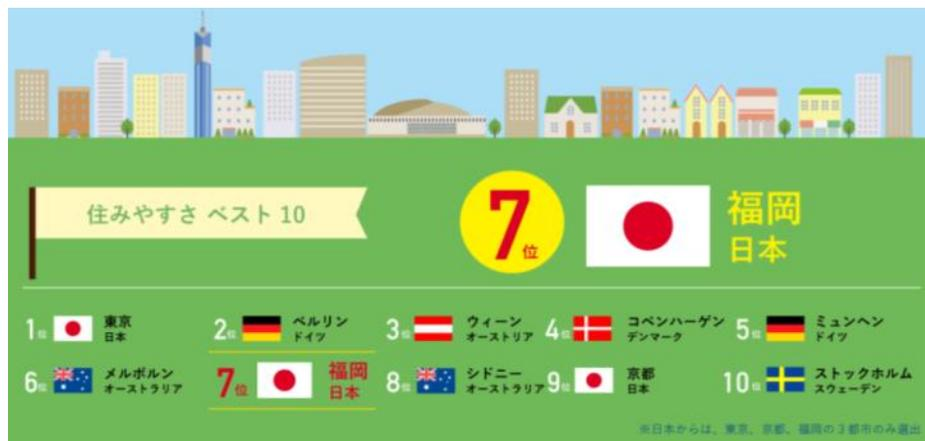 住みやすさ ベスト 10
7位
福岡
日本
1位 東京 日本
2位 ベルリン ドイツ
3位 ウィーン オーストリア
4位 コペンハーゲン デンマーク
5位 ミュンヘン ドイツ
6位 メルボルン オーストラリア
7位 福岡 日本
8位 シドニー オーストラリア
9位 京都 日本
10位 ストックホルム スウェーデン
※日本からは、東京、京都、福岡の3都市のみ選出